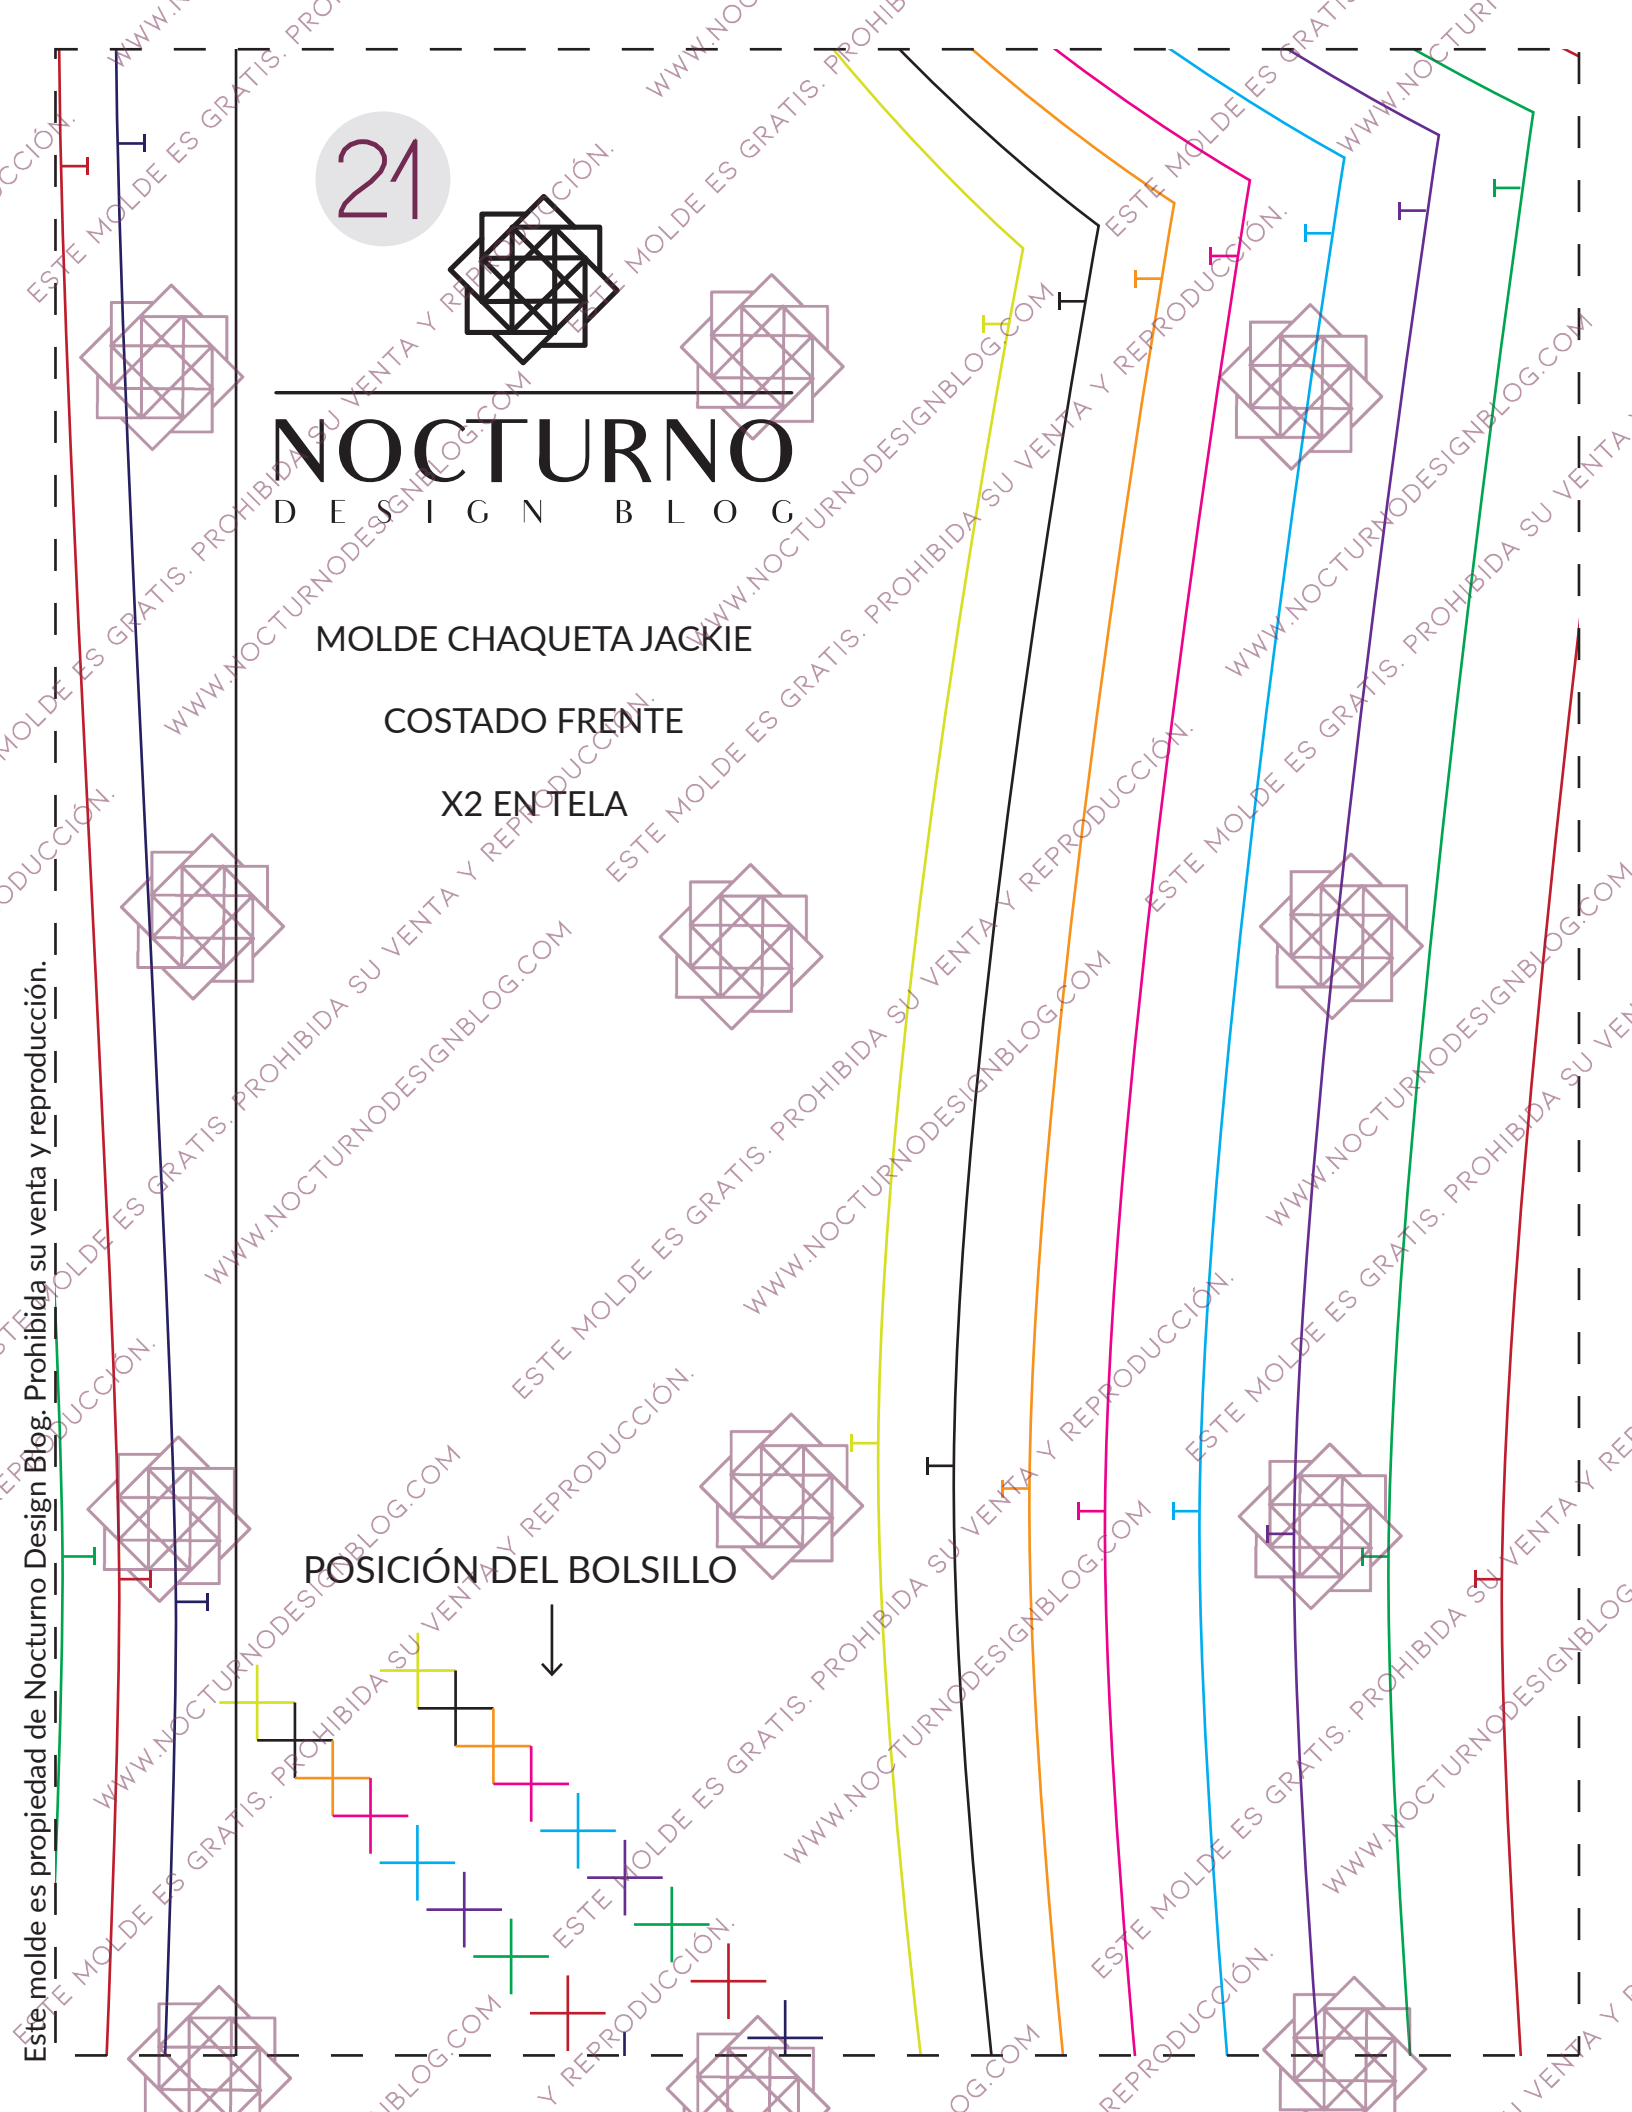 21
NOCTURNO
DESIGN BLOG
MOLDE CHAQUETA JACKIE
COSTADO FRENTE
X2 EN TELA
POSICIÓN DEL BOLSILLO
Este molde es propiedad de Nocturno Design Blog. Prohibida su venta y reproducción.
ESTE MOLDE ES GRATIS. PROHIBIDA SU VENTA Y REPRODUCCIÓN.
WWW.NOCTURNODESIGNBLOG.COM